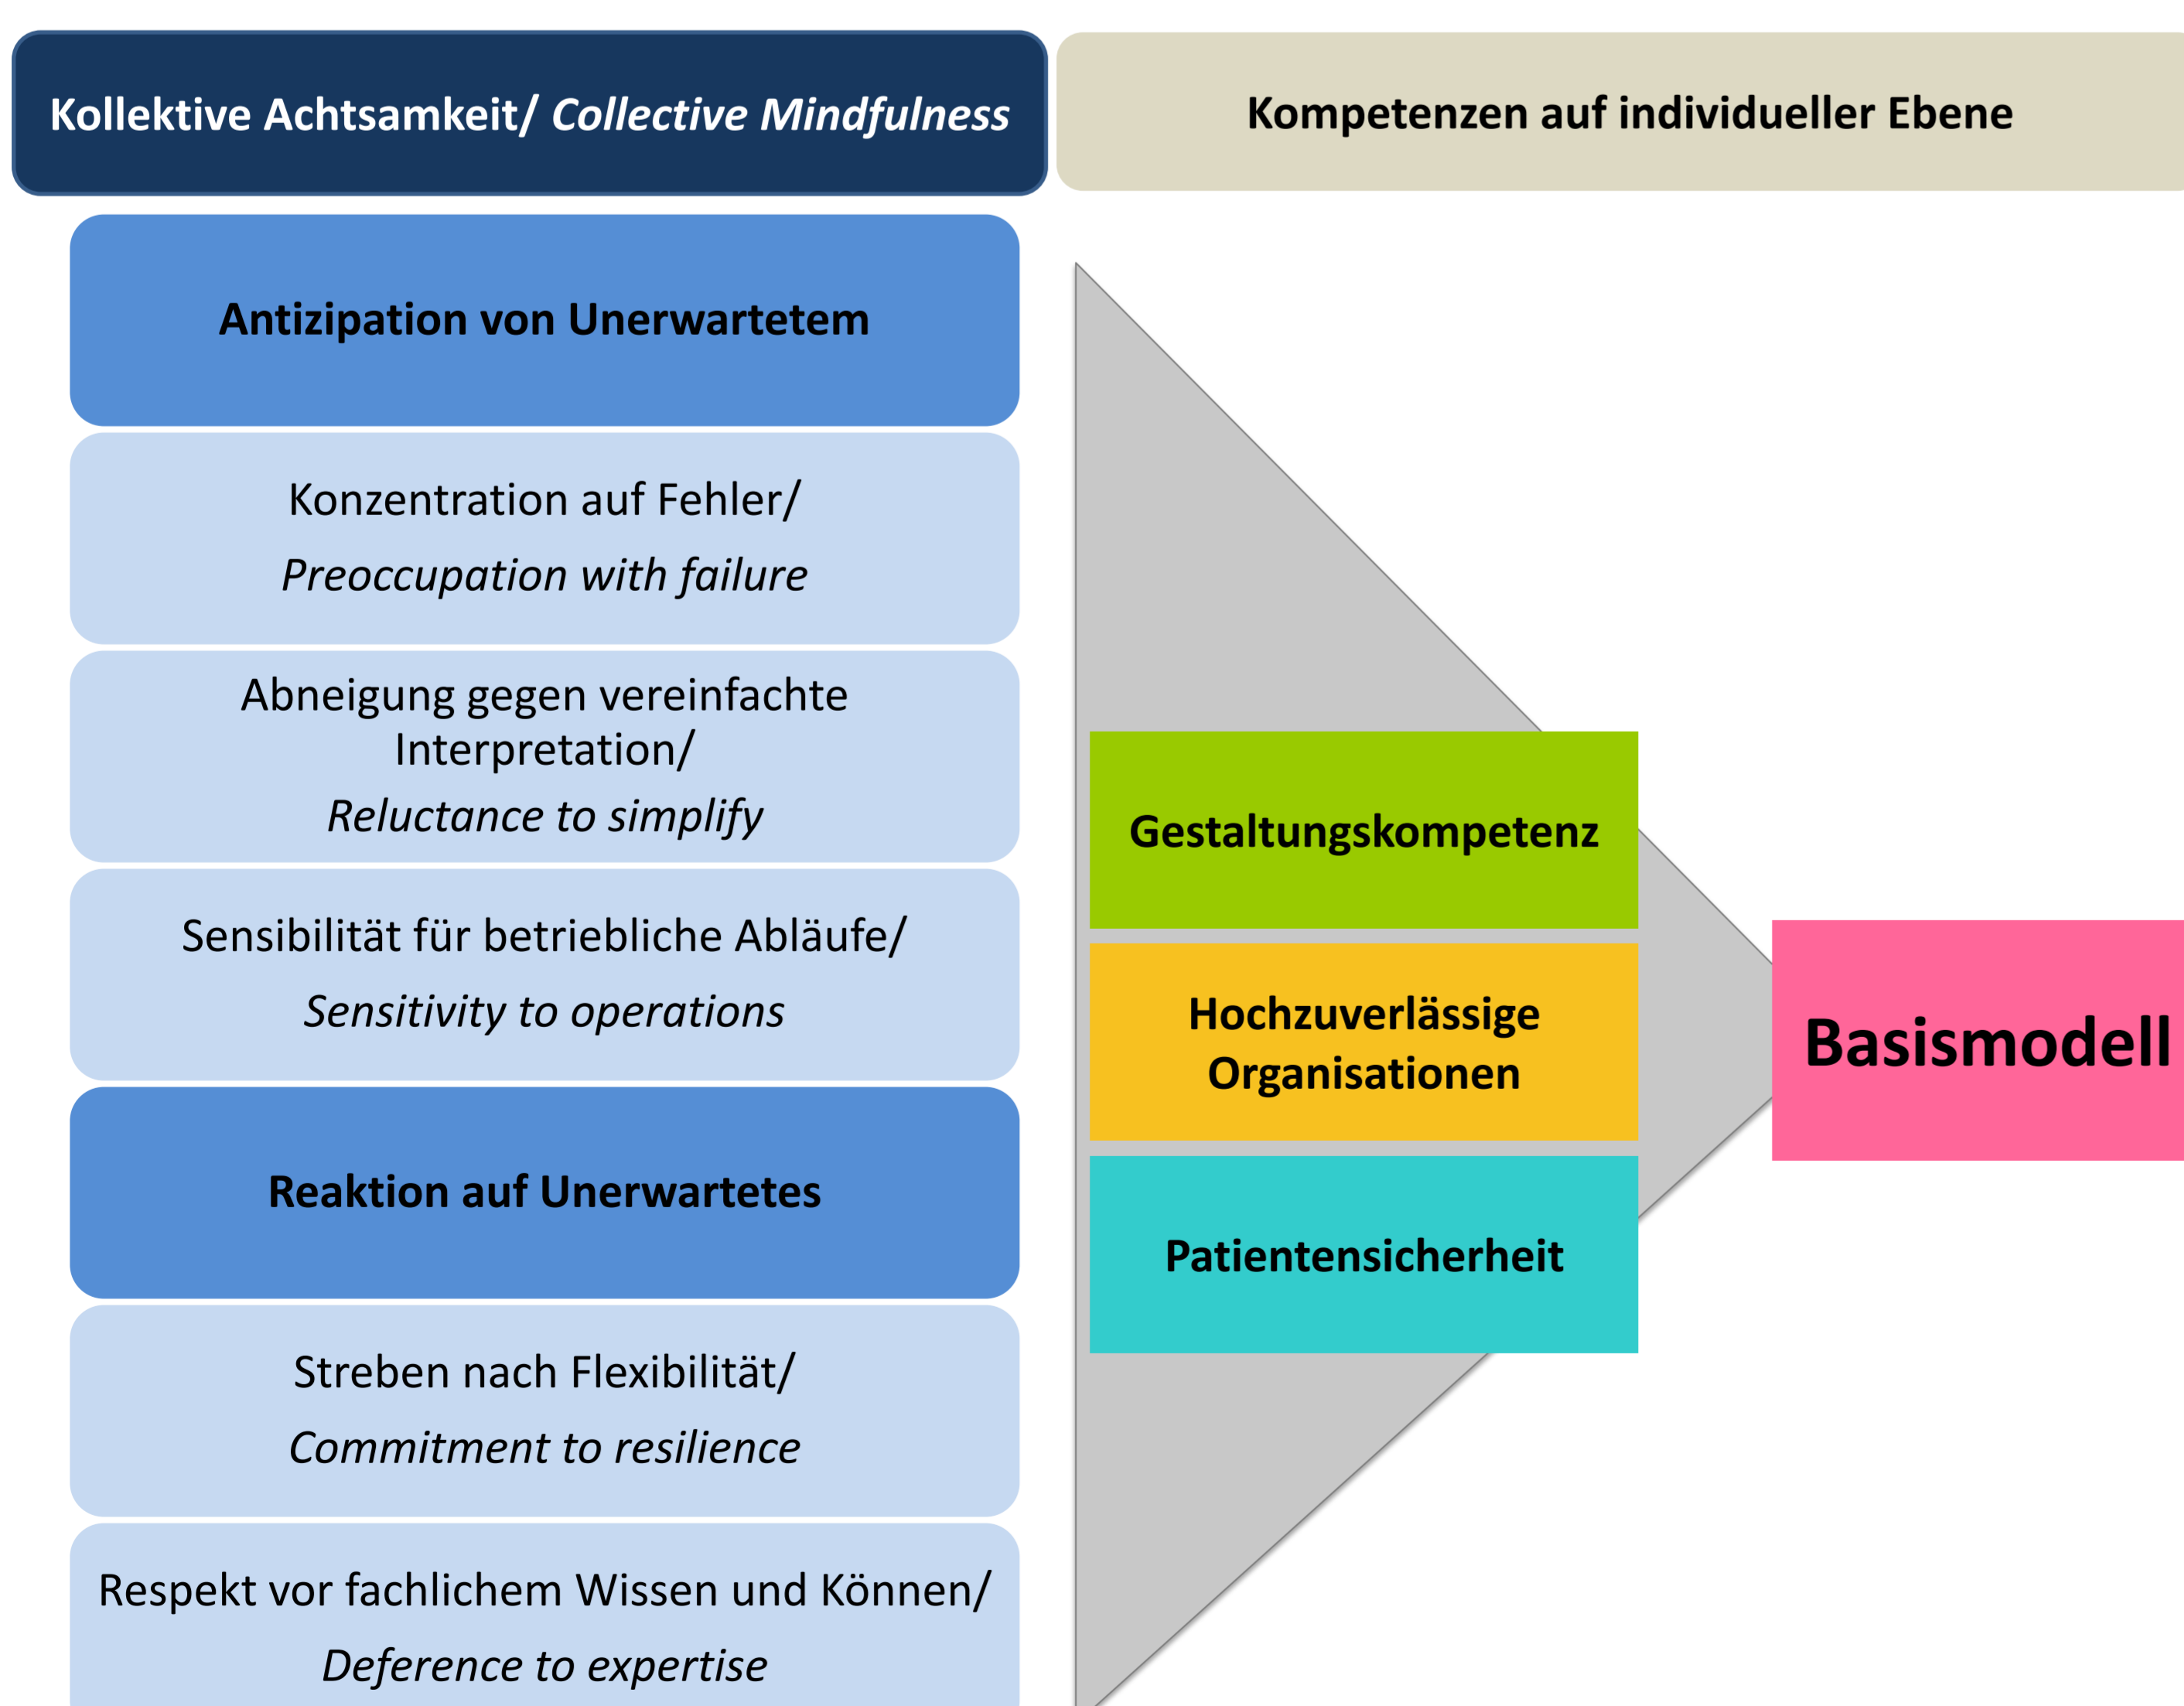 Kollektive Achtsamkeit/ Collective Mindfulness
Kompetenzen auf individueller Ebene
Antizipation von Unerwartetem
Konzentration auf Fehler/
Preoccupation with failure
Abneigung gegen vereinfachte
Interpretation/
Reluctance to simplify
Sensibilität für betriebliche Abläufe/
Sensitivity to operations
Reaktion auf Unerwartetes
Streben nach Flexibilität/
Commitment to resilience
Respekt vor fachlichem Wissen und Können/
Deference to expertise
Gestaltungskompetenz
Hochzuverlässige
Organisationen
Patientensicherheit
Basismodell